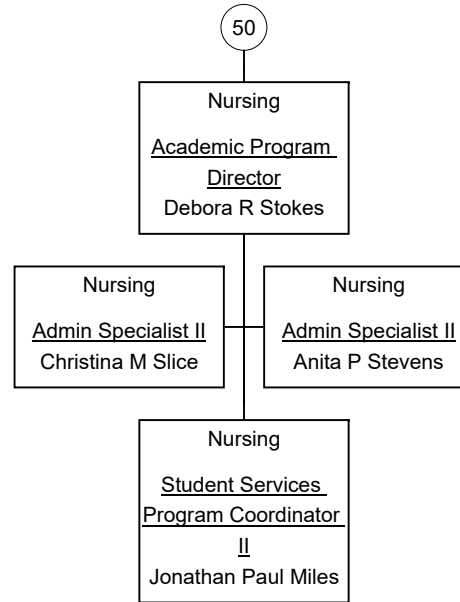 50
Nursing
Academic Program
Director
Debora R Stokes
Nursing
Admin Specialist II
Christina M Slice
Nursing
Admin Specialist II
Anita P Stevens
Nursing
Student Services
Program Coordinator
II
Jonathan Paul Miles